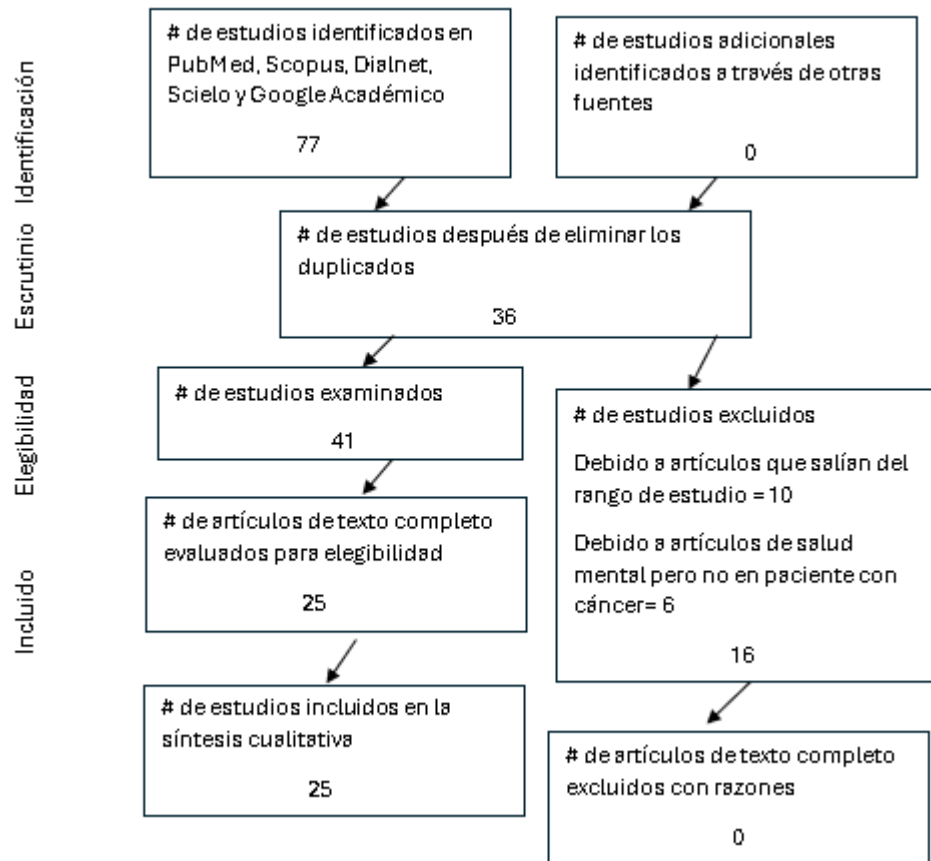 Identificación
# de estudios identificados en
PubMed, Scopus, Dialnet,
Scielo y Google Académico
77
# de estudios adicionales
identificados a través de otras
fuentes
0
Escrutinio
# de estudios después de eliminar los
duplicados
36
Elegibilidad
# de estudios examinados
41
# de estudios excluidos
Debido a artículos que salían del
rango de estudio = 10
Debido a artículos de salud
mental pero no en paciente con
cáncer= 6
16
# de artículos de texto completo
evaluados para elegibilidad
25
Incluido
# de estudios incluidos en la
síntesis cualitativa
25
# de artículos de texto completo
excluidos con razones
0